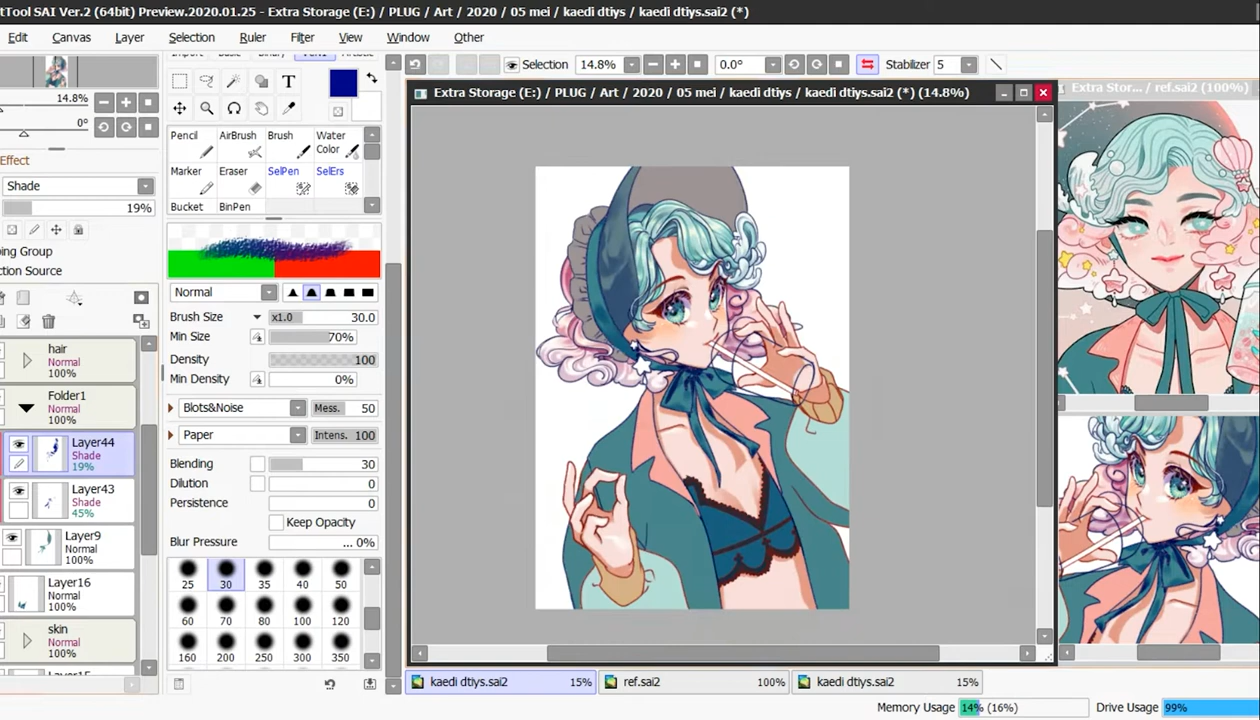 tTool SAI Ver.2 (64bit) Preview.2020.01.25 - Extra Storage (E:) / PLUG / Art / 2020 / 05 mei / kaedi dtiys / kaedi dtiys.sai2 (*)
Edit Canvas Layer Selection Ruler Filter View Window Other
Selection 14.8% 0.0° Stabilizer 5
Extra Storage (E:) / PLUG / Art / 2020 / 05 mei / kaedi dtiys / kaedi dtiys.sai2 (*) (14.8%)
Extra Stor... / ref.sai2 (100%)
14.8%
0°
Effect
Shade
19%
ping Group
ction Source
hair
Normal
100%
Folder1
Normal
100%
Layer44
Shade
19%
Layer43
Shade
45%
Layer9
Normal
100%
Layer16
Normal
100%
skin
Normal
100%
T
Pencil AirBrush Brush Water Color
Marker Eraser SelPen SelErs
Bucket BinPen
Normal
Brush Size x1.0 30.0
Min Size 70%
Density 100
Min Density 0%
Blots&Noise Mess. 50
Paper Intens. 100
Blending 30
Dilution 0
Persistence 0
Keep Opacity
Blur Pressure ... 0%
25 30 35 40 50
60 70 80 100 120
160 200 250 300 350
kaedi dtiys.sai2 15% ref.sai2 100% kaedi dtiys.sai2 15%
Memory Usage 14% (16%) Drive Usage 99%